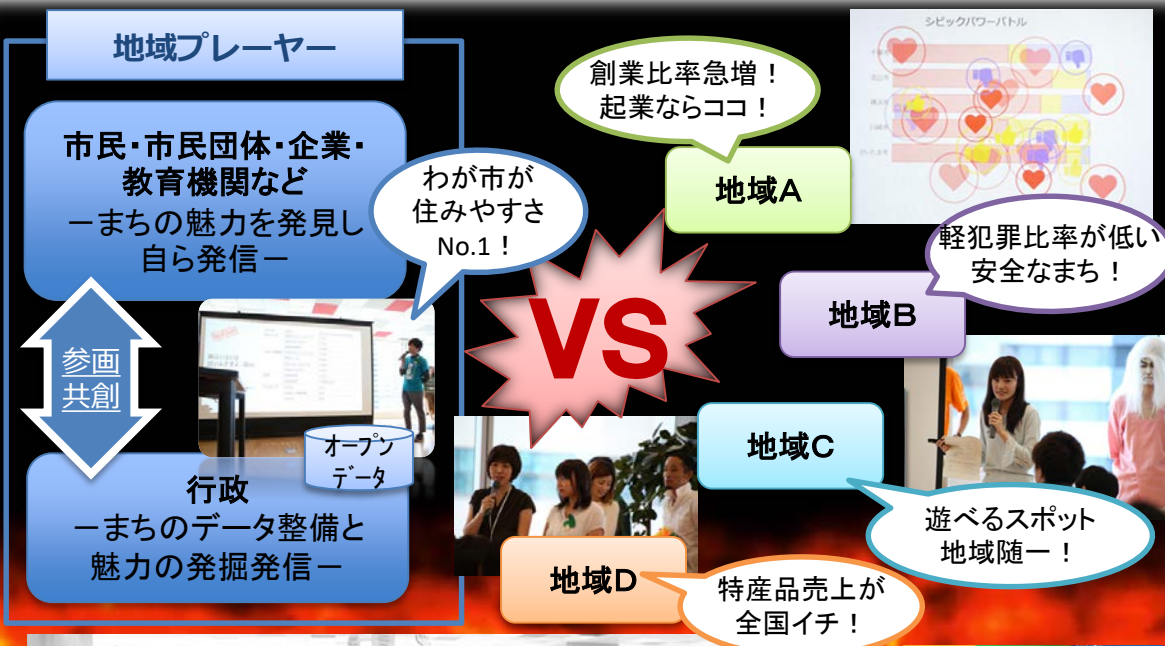 地域プレーヤー
市民・市民団体・企業・
教育機関など
－まちの魅力を発見し
自ら発信－
参画
共創
わが市が
住みやすさ
No.1！
オープン
データ
行政
－まちのデータ整備と
魅力の発掘発信－
VS
創業比率急増！
起業ならココ！
地域A
シビックパワーバトル
軽犯罪比率が低い
安全なまち！
地域B
地域C
遊べるスポット
地域随一！
地域D
特産品売上が
全国イチ！